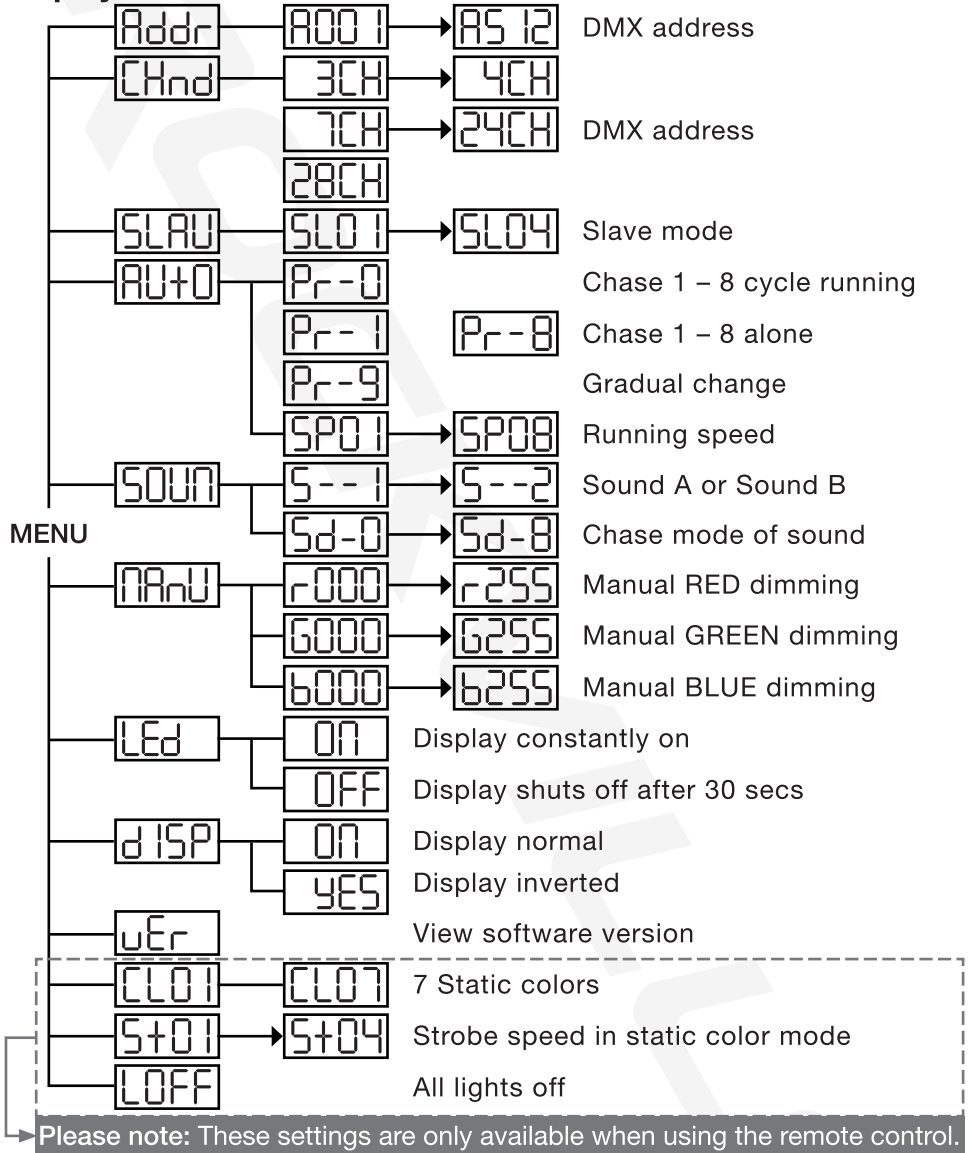 Addr A001 A512 DMX address
CHnd 3CH 4CH
7CH 24CH DMX address
28CH
SLAU SL01 SL04 Slave mode
AUtO Pr-0 Chase 1 – 8 cycle running
Pr-1 Pr-8 Chase 1 – 8 alone
Pr-9 Gradual change
SP01 SP08 Running speed
SOUN S--1 S--2 Sound A or Sound B
Sd-0 Sd-8 Chase mode of sound
MENU
MAnU r000 r255 Manual RED dimming
G000 G255 Manual GREEN dimming
b000 b255 Manual BLUE dimming
LEd ON Display constantly on
OFF Display shuts off after 30 secs
dISP ON Display normal
yES Display inverted
vEr View software version
CL01 CL07 7 Static colors
St01 St04 Strobe speed in static color mode
LOFF All lights off
Please note: These settings are only available when using the remote control.